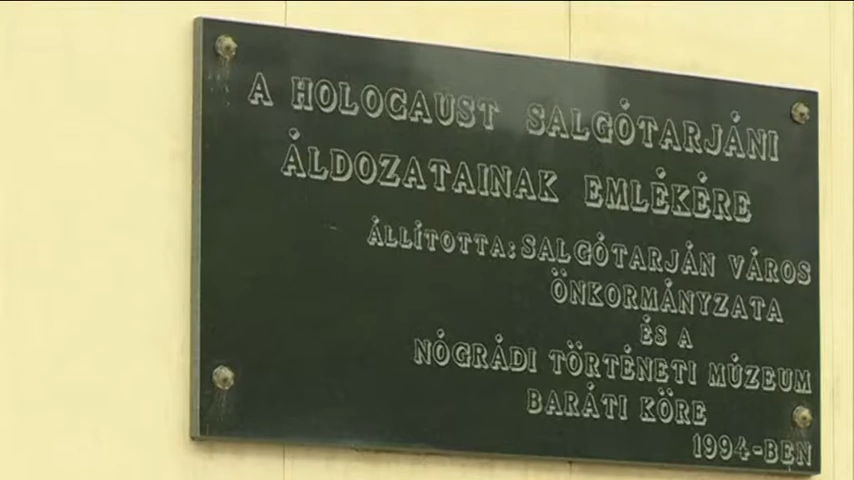 A HOLOCAUST SALGÓTARJÁNI
ÁLDOZATAINAK EMLÉKÉRE
ÁLLÍTOTTA: SALGÓTARJÁN VÁROS
ÖNKORMÁNYZATA
ÉS A
NÓGRÁDI TÖRTÉNETI MÚZEUM
BARÁTI KÖRE
1994-BEN